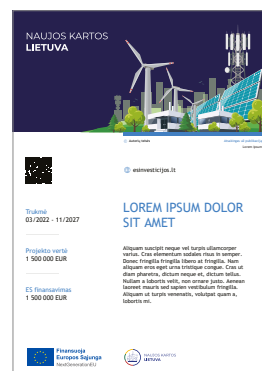 NAUJOS KARTOS
LIETUVA
esinvesticijos.lt
Trukmė
03/2022 - 11/2027
Projekto vertė
1 500 000 EUR
ES finansavimas
1 500 000 EUR
LOREM IPSUM DOLOR
SIT AMET
Aliquam suscipit neque vel turpis ullamcorper
varius. Cras elementum sodales risus in semper.
Donec fringilla fringilla libero at fringilla. Nam
aliquam eros eget urna tristique congue. Cras ut
diam pharetra, dictum neque et, dictum tellus.
Nullam a lobortis velit, non ornare justo. Aenean
laoreet mauris sed sapien vestibulum fringilla.
Aliquam ut turpis venenatis, volutpat quam a,
lobortis mi.
Finansuoja
Europos Sąjunga
NextGenerationEU
NAUJOS KARTOS
LIETUVA